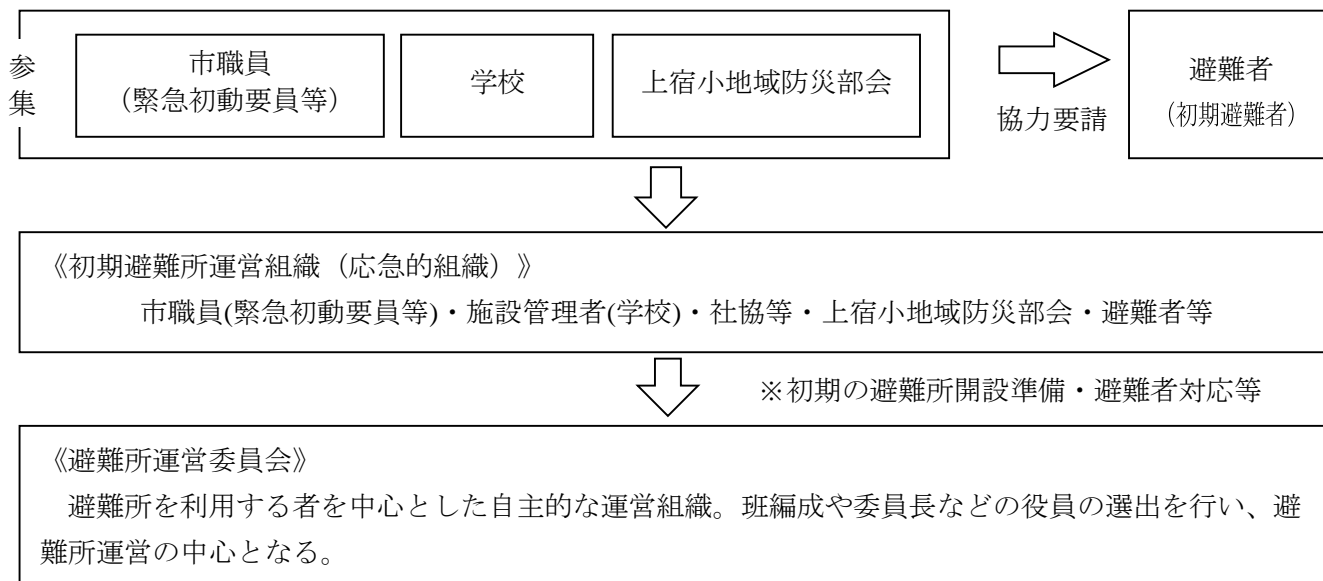 参集
市職員
（緊急初動要員等）
学校
上宿小地域防災部会
協力要請
避難者
（初期避難者）
《初期避難所運営組織（応急的組織）》
市職員(緊急初動要員等)・施設管理者(学校)・社協等・上宿小地域防災部会・避難者等
※初期の避難所開設準備・避難者対応等
《避難所運営委員会》
避難所を利用する者を中心とした自主的な運営組織。班編成や委員長などの役員の選出を行い、避
難所運営の中心となる。